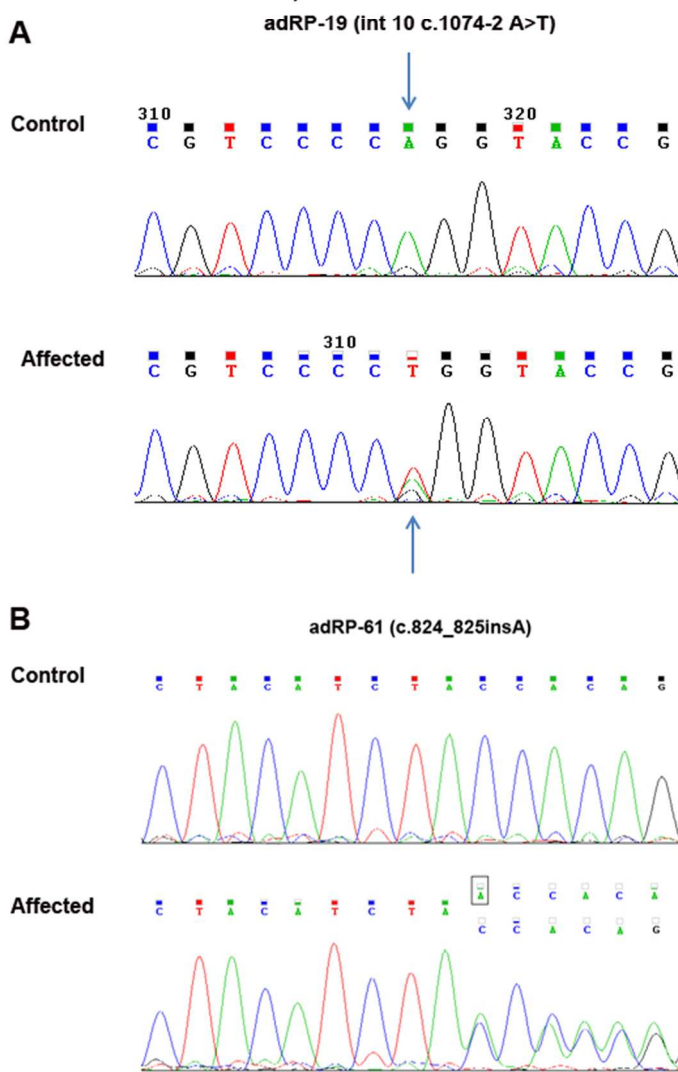 A
adRP-19 (int 10 c.1074-2 A>T)
310 320
Control
C G T C C C C A G G T A C C G
310
Affected
C G T C C C C T G G T A C C G
B
adRP-61 (c.824_825insA)
Control
C T A C A T C T A C C A C A G
A C C A C A
Affected
C T A C A T C T A
C C A C A G